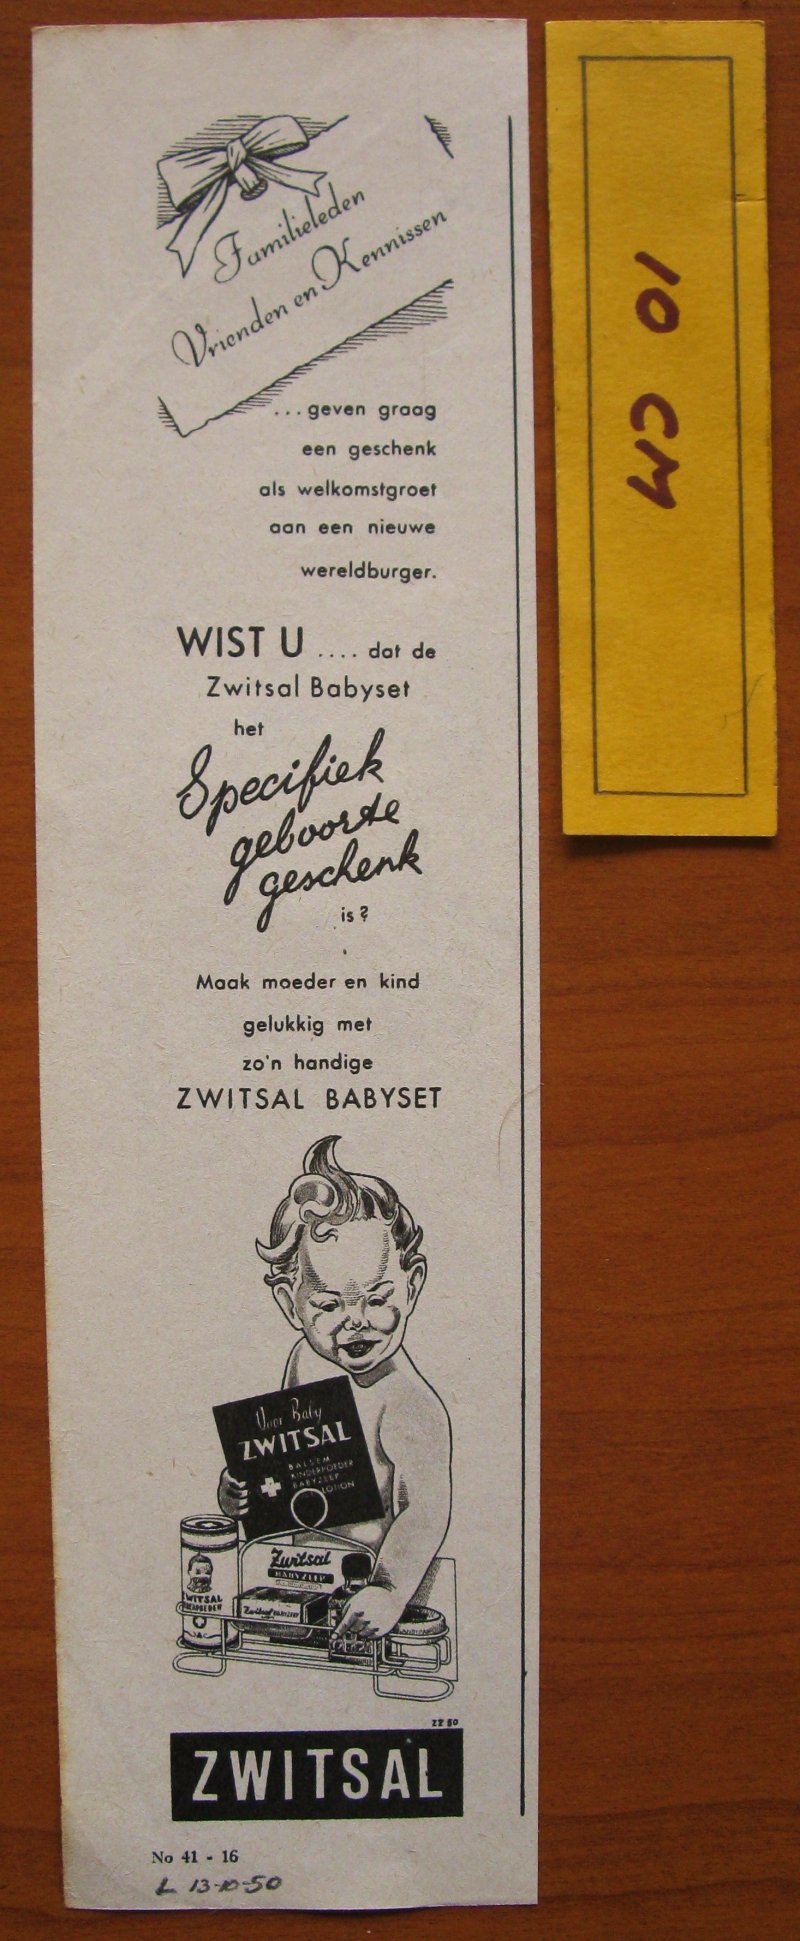 Familieleden
Vrienden en Kennissen
...geven graag
een geschenk
als welkomstgroet
aan een nieuwe
wereldburger.
WIST U .... dat de
Zwitsal Babyset
het
Specifiek
geboorte
geschenk
is?
Maak moeder en kind
gelukkig met
zo'n handige
ZWITSAL BABYSET
Voor Baby
ZWITSAL
BALSEM
KINDERPOEDER
BABYZEEP
LOTION
Zwitsal
BABYZEEP
ZWITSAL
Zwitsal BABYZEEP
ZZ 50
ZWITSAL
No 41 - 16
L 13-10-50
10 CM